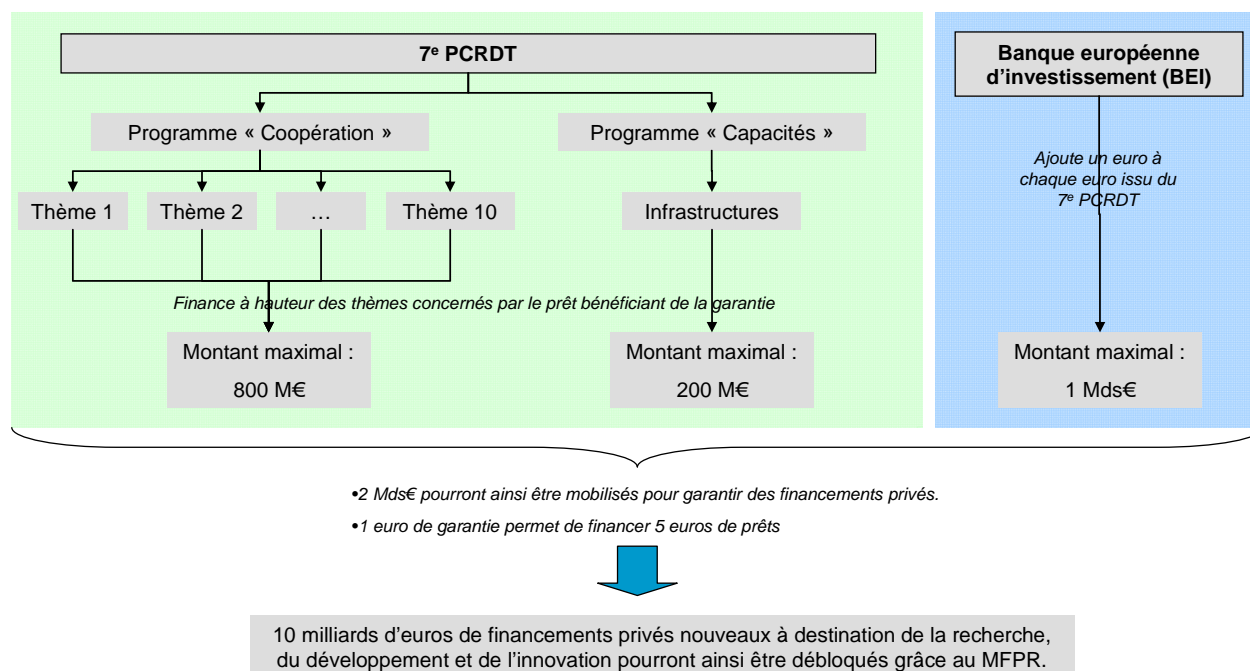 7e PCRDT
Programme « Coopération »
Programme « Capacités »
Thème 1
Thème 2
…
Thème 10
Infrastructures
Finance à hauteur des thèmes concernés par le prêt bénéficiant de la garantie
Montant maximal :
800 M€
Montant maximal :
200 M€
Banque européenne
d’investissement (BEI)
Ajoute un euro à
chaque euro issu du
7e PCRDT
Montant maximal :
1 Mds€
•2 Mds€ pourront ainsi être mobilisés pour garantir des financements privés.
•1 euro de garantie permet de financer 5 euros de prêts
10 milliards d’euros de financements privés nouveaux à destination de la recherche,
du développement et de l’innovation pourront ainsi être débloqués grâce au MFPR.